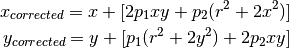 x_{corrected} = x + [2p_1xy + p_2(r^2 + 2x^2)]
y_{corrected} = y + [p_1(r^2 + 2y^2) + 2p_2xy]